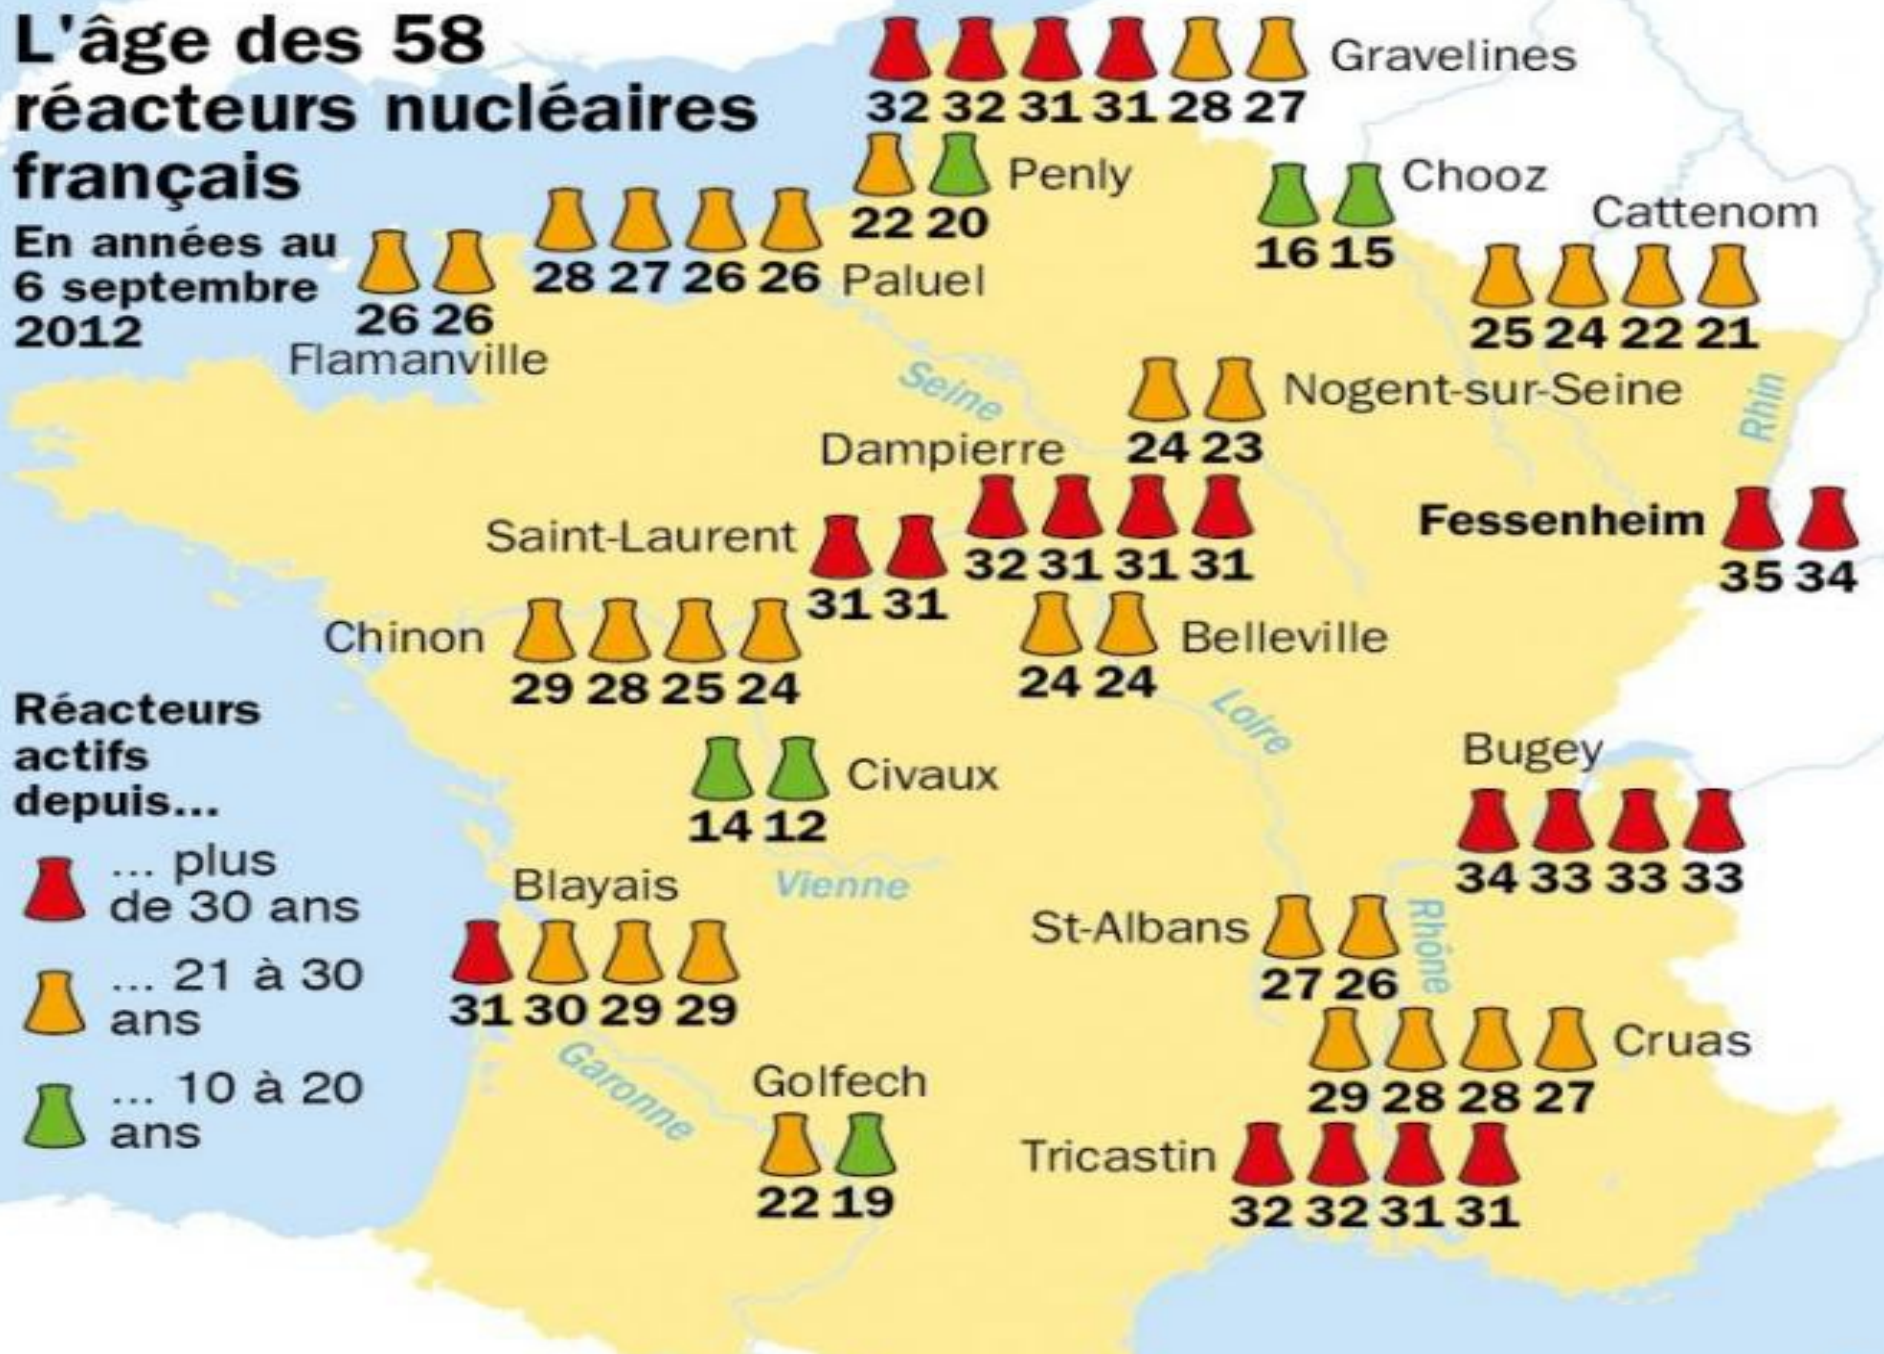 L'âge des 58
réacteurs nucléaires
français
En années au
6 septembre
2012
Gravelines
32 32 31 31 28 27
Penly
22 20
Chooz
16 15
Cattenom
25 24 22 21
28 27 26 26 Paluel
26 26
Flamanville
Seine
Nogent-sur-Seine
24 23
Rhin
Dampierre
32 31 31 31
Fessenheim
35 34
Saint-Laurent
31 31
Chinon
29 28 25 24
Belleville
24 24
Loire
Réacteurs
actifs
depuis...
... plus
de 30 ans
... 21 à 30
ans
... 10 à 20
ans
Civaux
14 12
Vienne
Bugey
34 33 33 33
Blayais
31 30 29 29
St-Albans
27 26
Rhône
Garonne
Cruas
29 28 28 27
Golfech
22 19
Tricastin
32 32 31 31